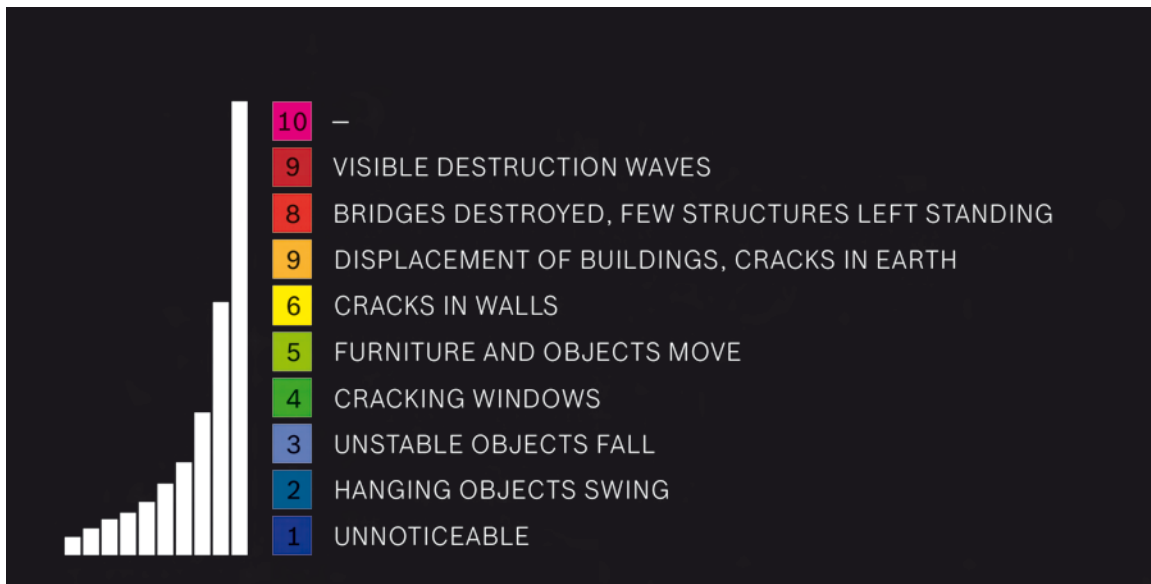 10 –
9 VISIBLE DESTRUCTION WAVES
8 BRIDGES DESTROYED, FEW STRUCTURES LEFT STANDING
9 DISPLACEMENT OF BUILDINGS, CRACKS IN EARTH
6 CRACKS IN WALLS
5 FURNITURE AND OBJECTS MOVE
4 CRACKING WINDOWS
3 UNSTABLE OBJECTS FALL
2 HANGING OBJECTS SWING
1 UNNOTICEABLE